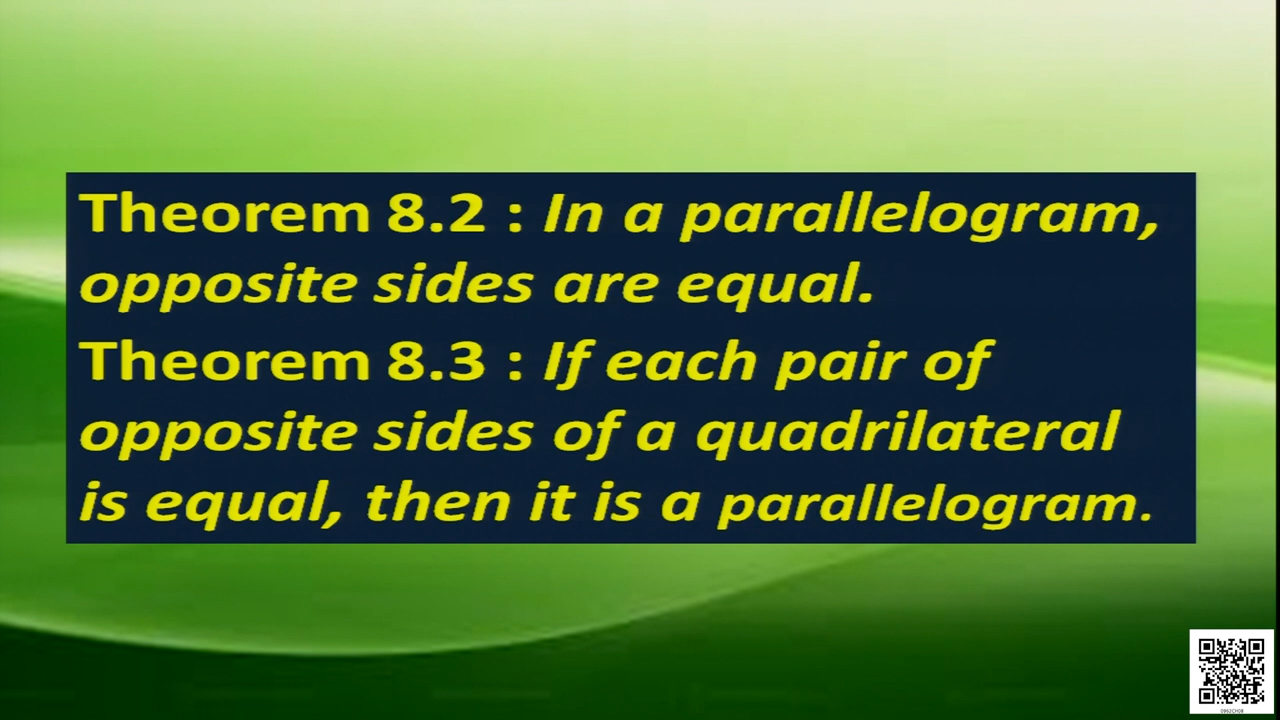 Theorem 8.2 : In a parallelogram,
opposite sides are equal.
Theorem 8.3 : If each pair of
opposite sides of a quadrilateral
is equal, then it is a parallelogram.
0962CH08